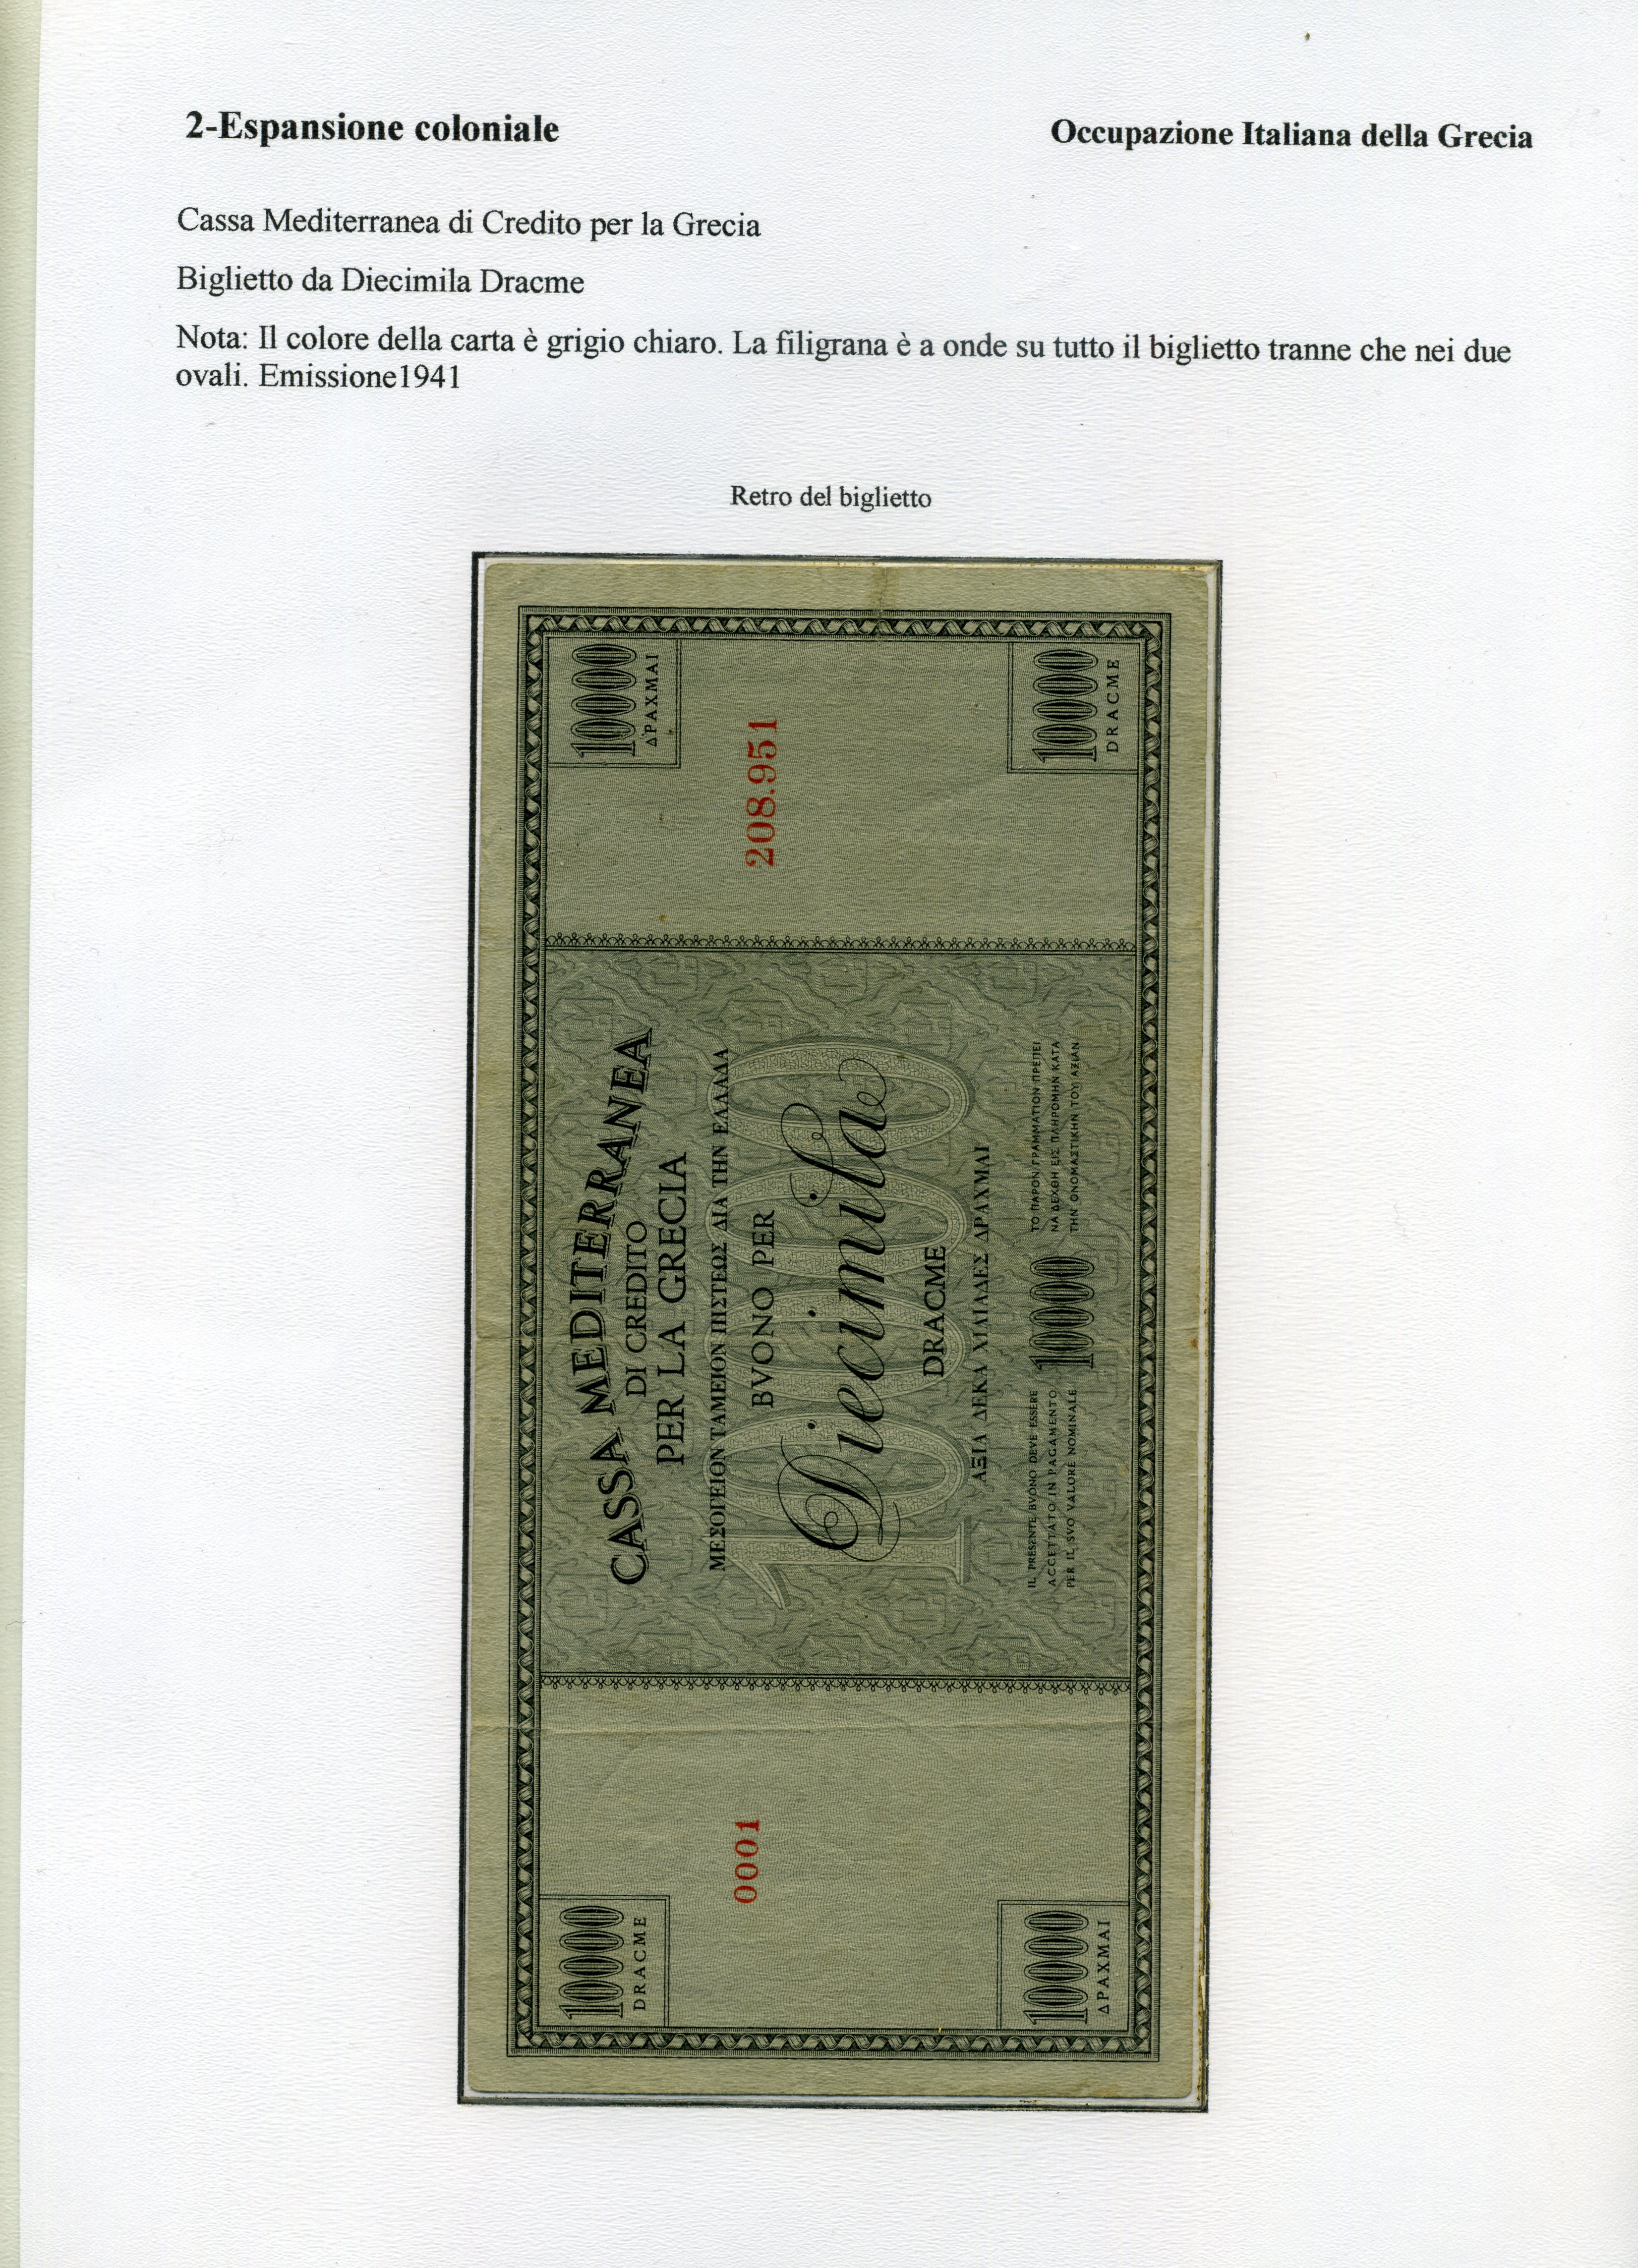 2-Espansione coloniale
Occupazione Italiana della Grecia
Cassa Mediterranea di Credito per la Grecia
Biglietto da Diecimila Dracme
Nota: Il colore della carta è grigio chiaro. La filigrana è a onde su tutto il biglietto tranne che nei due
ovali. Emissione1941
Retro del biglietto
10000
DRACME
10000
ΔΡΑΧΜΑΙ
0001
208.951
CASSA MEDITERRANEA
DI CREDITO
PER LA GRECIA
ΜΕΣΟΓΕΙΟΝ ΤΑΜΕΙΟΝ ΠΙΣΤΕΩΣ ΔΙΑ ΤΗΝ ΕΛΛΑΔΑ
BVONO PER
10000
Diecimila
DRACME
ΑΞΙΑ ΔΕΚΑ ΧΙΛΙΑΔΕΣ ΔΡΑΧΜΑΙ
IL PRESENTE BVONO DEVE ESSERE
ACCETTATO IN PAGAMENTO
PER IL SVO VALORE NOMINALE
10000
ΤΟ ΠΑΡΟΝ ΓΡΑΜΜΑΤΙΟΝ ΠΡΕΠΕΙ
ΝΑ ΔΕΧΘΗ ΕΙΣ ΠΛΗΡΟΜΗΝ ΚΑΤΑ
ΤΗΝ ΟΝΟΜΑΣΤΙΚΗΝ ΤΟΥ ΑΞΙΑΝ
10000
ΔΡΑΧΜΑΙ
10000
DRACME